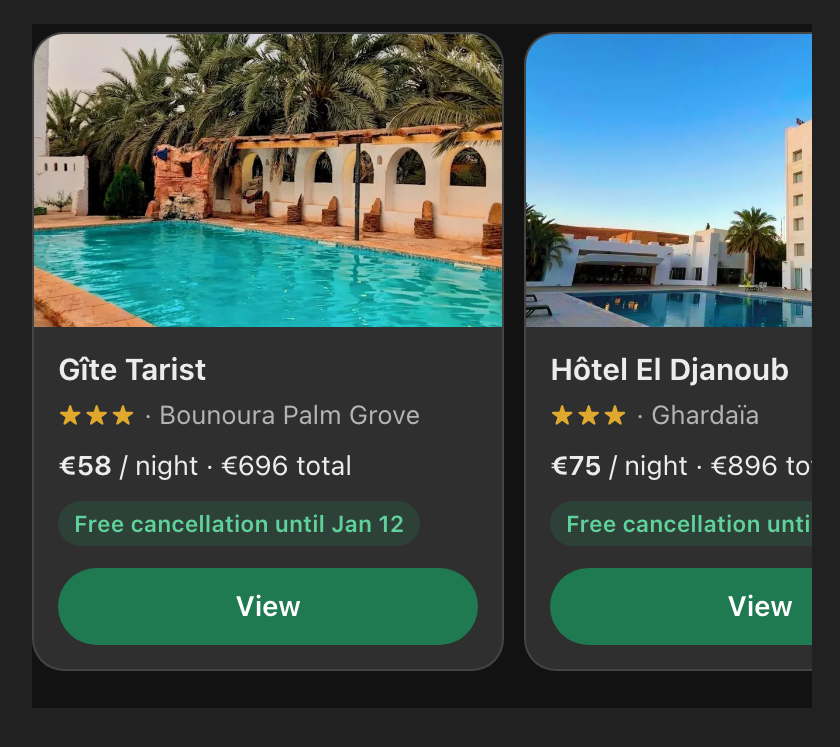 Gîte Tarist
· Bounoura Palm Grove
€58 / night · €696 total
Free cancellation until Jan 12
View
Hôtel El Djanoub
· Ghardaïa
€75 / night · €896
Free cancellation
View